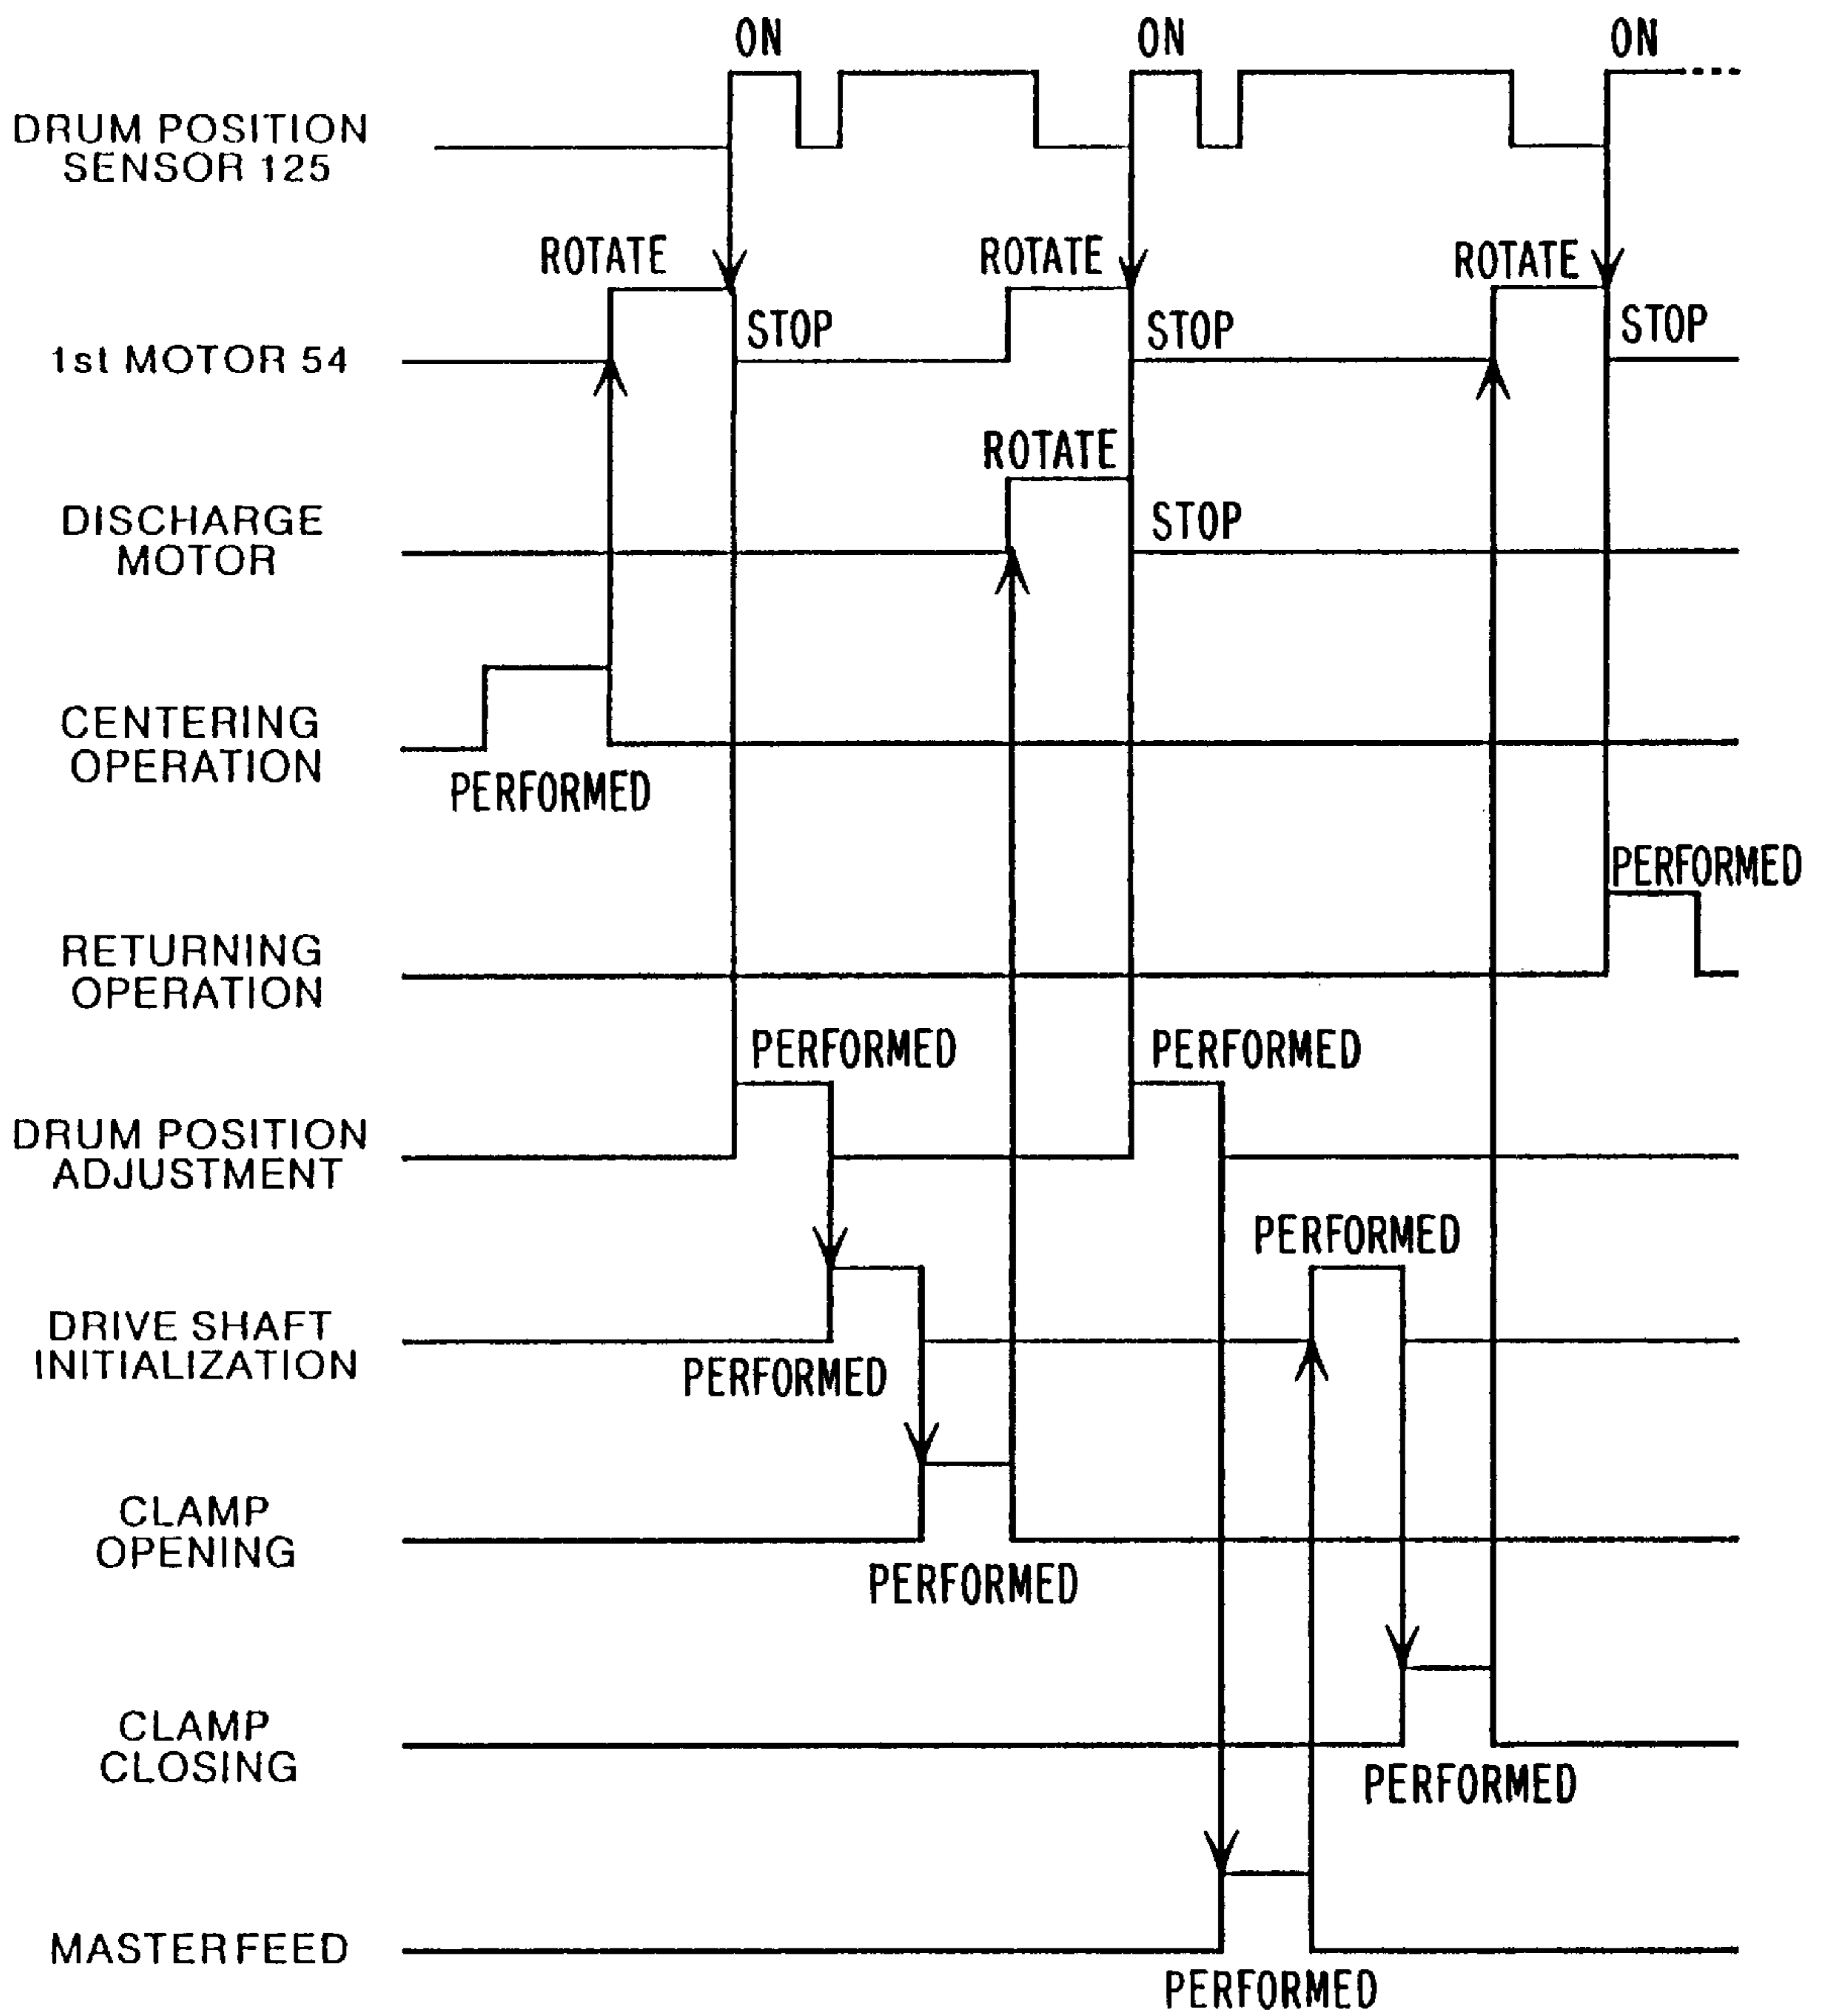 ON
ON
ON
DRUM POSITION
SENSOR 125
ROTATE
ROTATE
ROTATE
STOP
STOP
STOP
1st MOTOR 54
ROTATE
DISCHARGE
MOTOR
STOP
CENTERING
OPERATION
PERFORMED
PERFORMED
RETURNING
OPERATION
PERFORMED
PERFORMED
DRUM POSITION
ADJUSTMENT
PERFORMED
DRIVE SHAFT
INITIALIZATION
PERFORMED
CLAMP
OPENING
PERFORMED
CLAMP
CLOSING
PERFORMED
MASTER FEED
PERFORMED